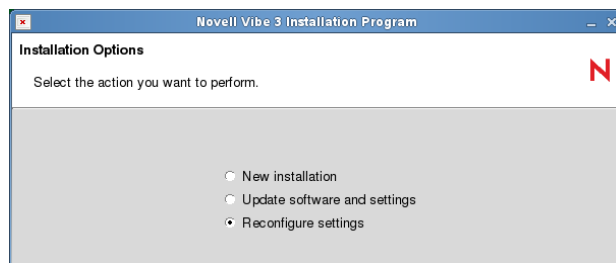 Novell Vibe 3 Installation Program
Installation Options
Select the action you want to perform.
N
New installation
Update software and settings
Reconfigure settings